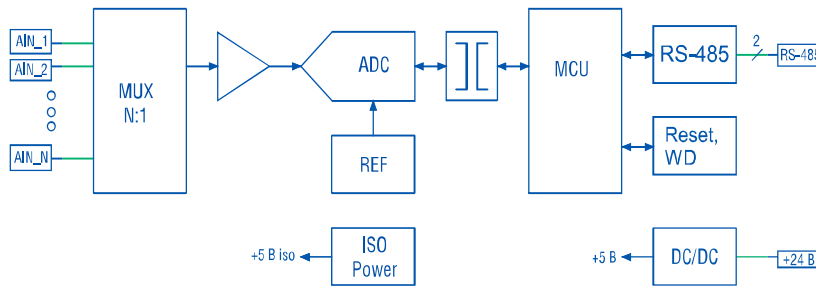 AIN_1
AIN_2
AIN_N
MUX
N:1
ADC
REF
MCU
RS-485
2
RS-485
Reset,
WD
+5 В iso
ISO
Power
+5 В
DC/DC
+24 В